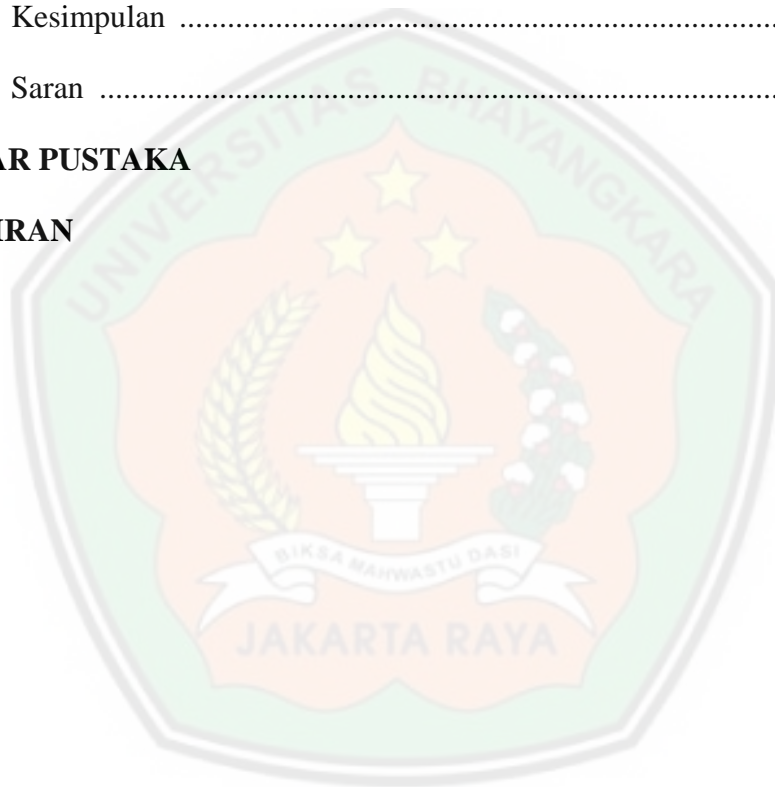 Kesimpulan ....................................................................................
Saran ...............................................................................................
AR PUSTAKA
IRAN
UNIVERSITAS BHAYANGKARA
BIKSA MAHWASTU DASI
JAKARTA RAYA